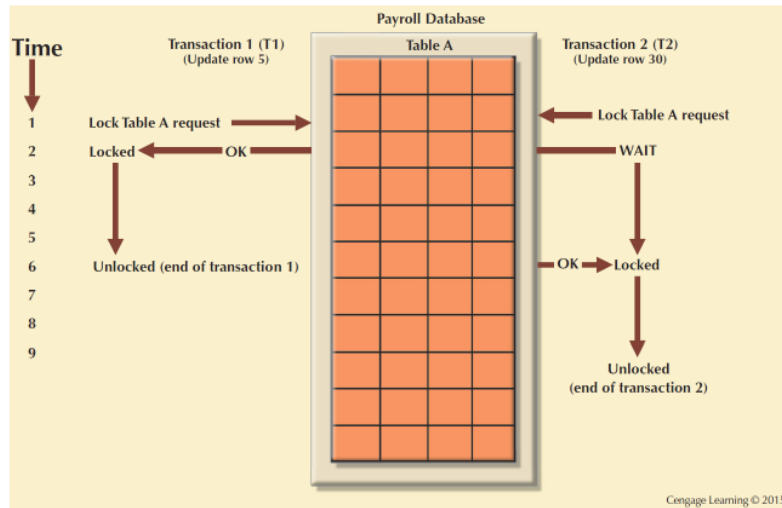 Payroll Database
Time
Transaction 1 (T1)
(Update row 5)
Table A
Transaction 2 (T2)
(Update row 30)
1
Lock Table A request
Lock Table A request
2
Locked
OK
WAIT
3
4
5
6
Unlocked (end of transaction 1)
OK
Locked
7
8
9
Unlocked
(end of transaction 2)
Cengage Learning © 2015